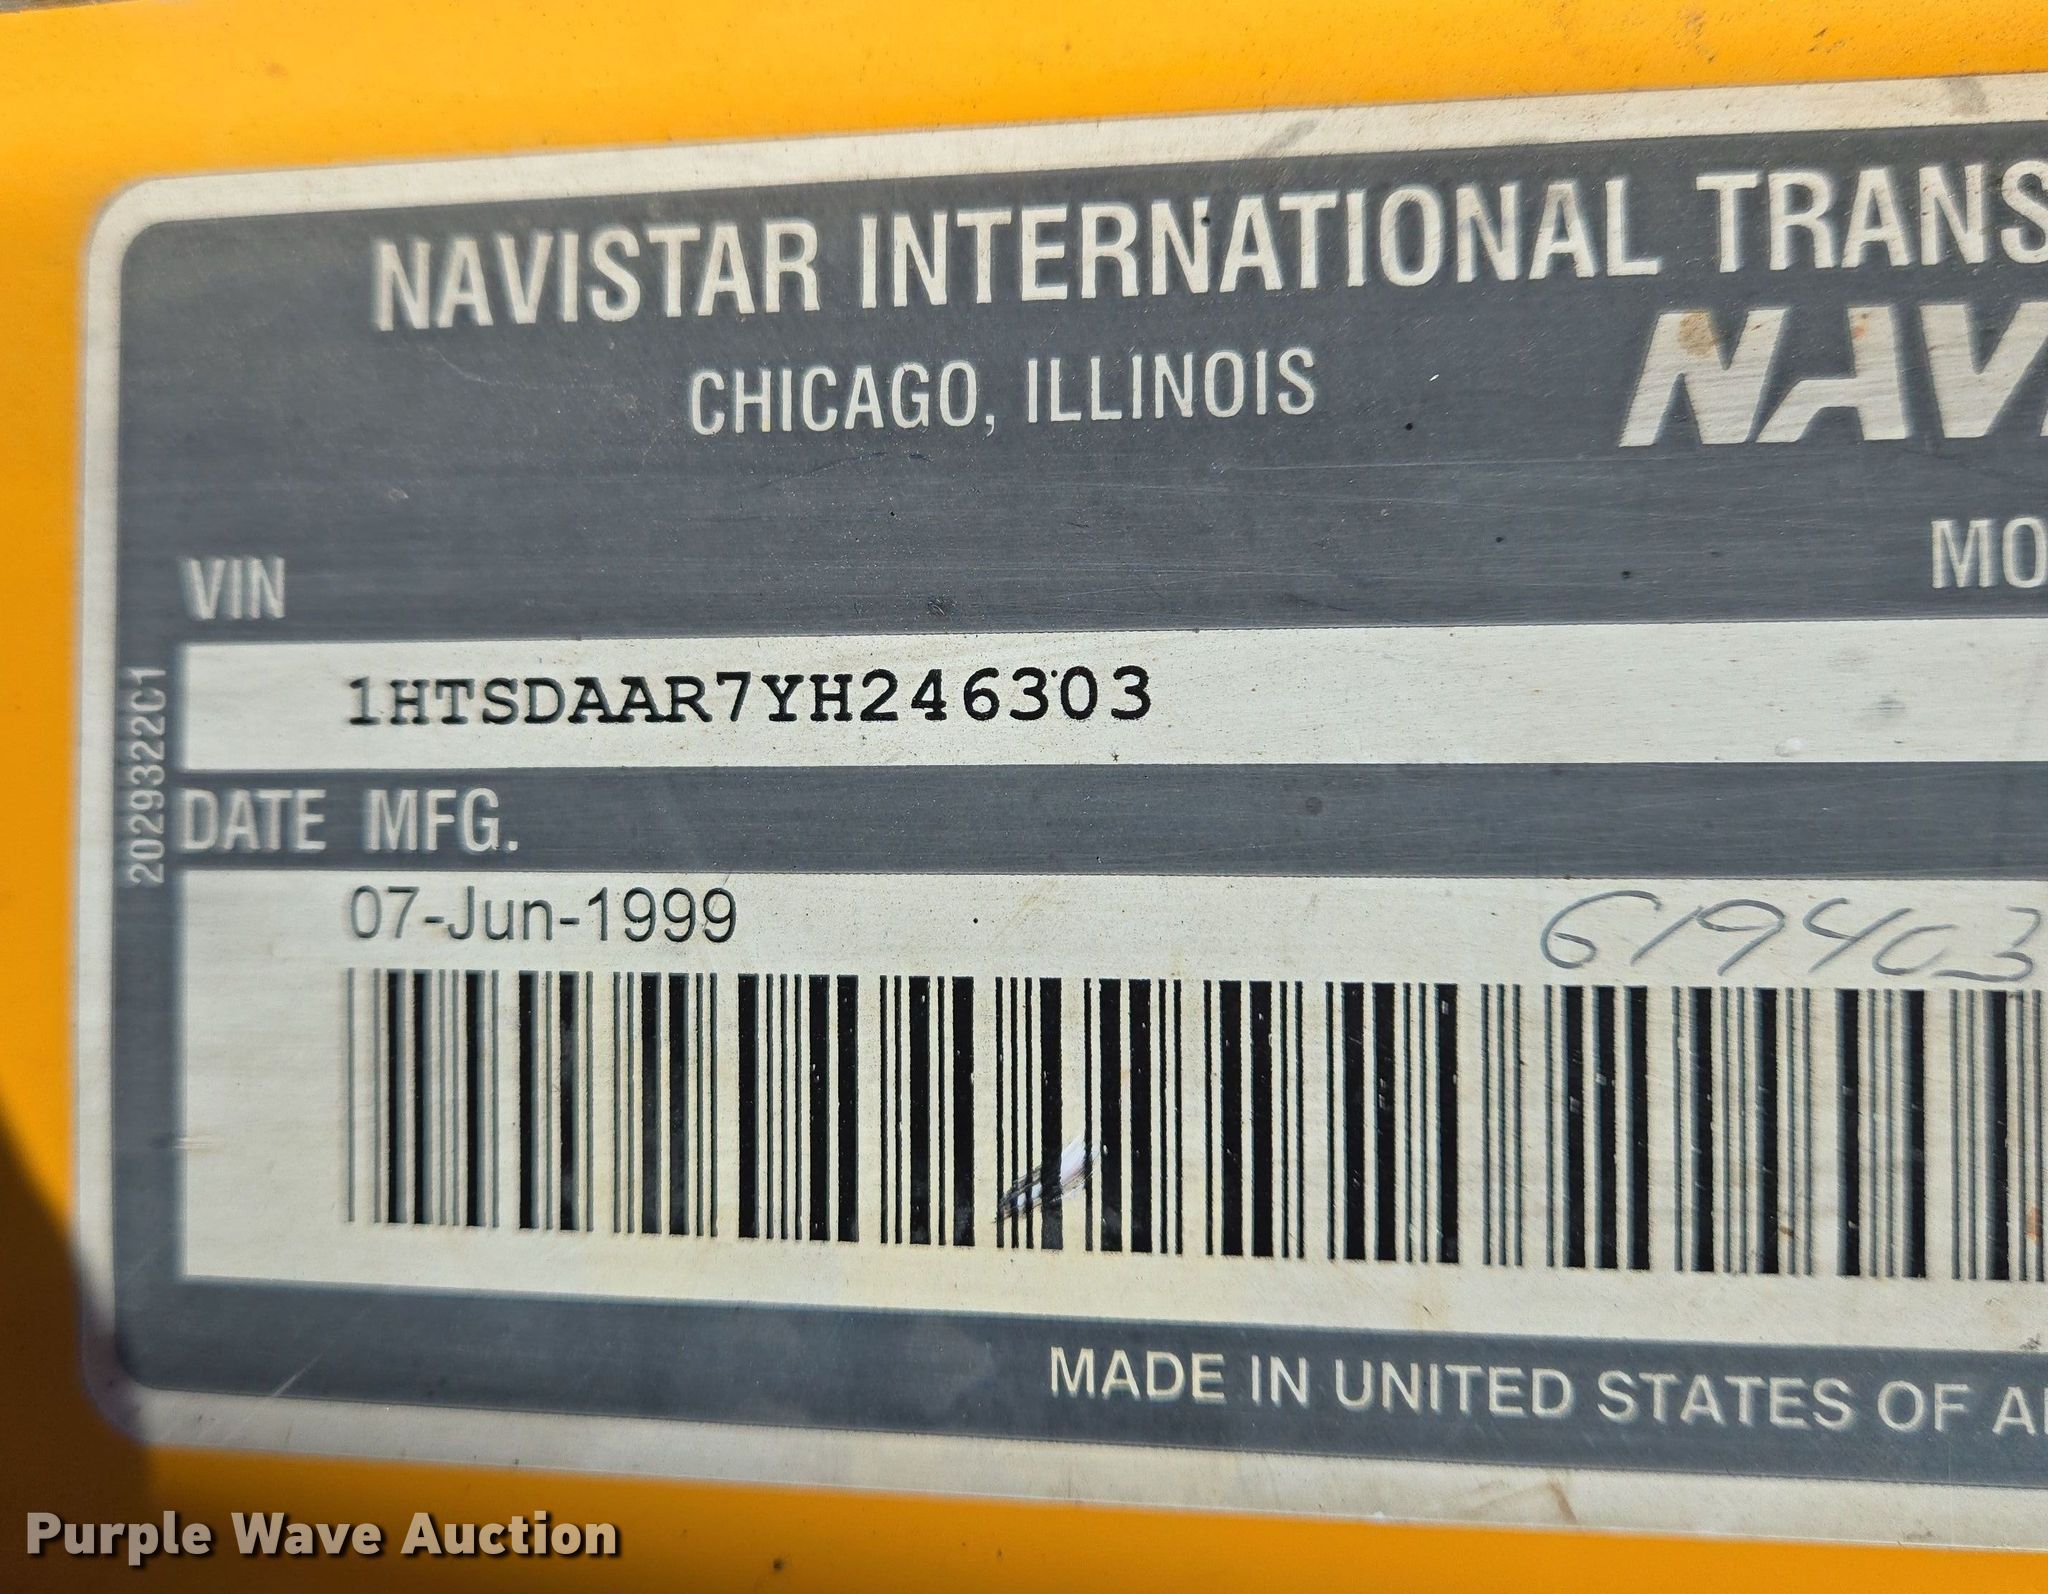 NAVISTAR INTERNATIONAL TRANS
CHICAGO, ILLINOIS
NAV
MO
VIN
1HTSDAAR7YH246303
2029322C1
DATE MFG.
07-Jun-1999
619403
MADE IN UNITED STATES OF A
Purple Wave Auction